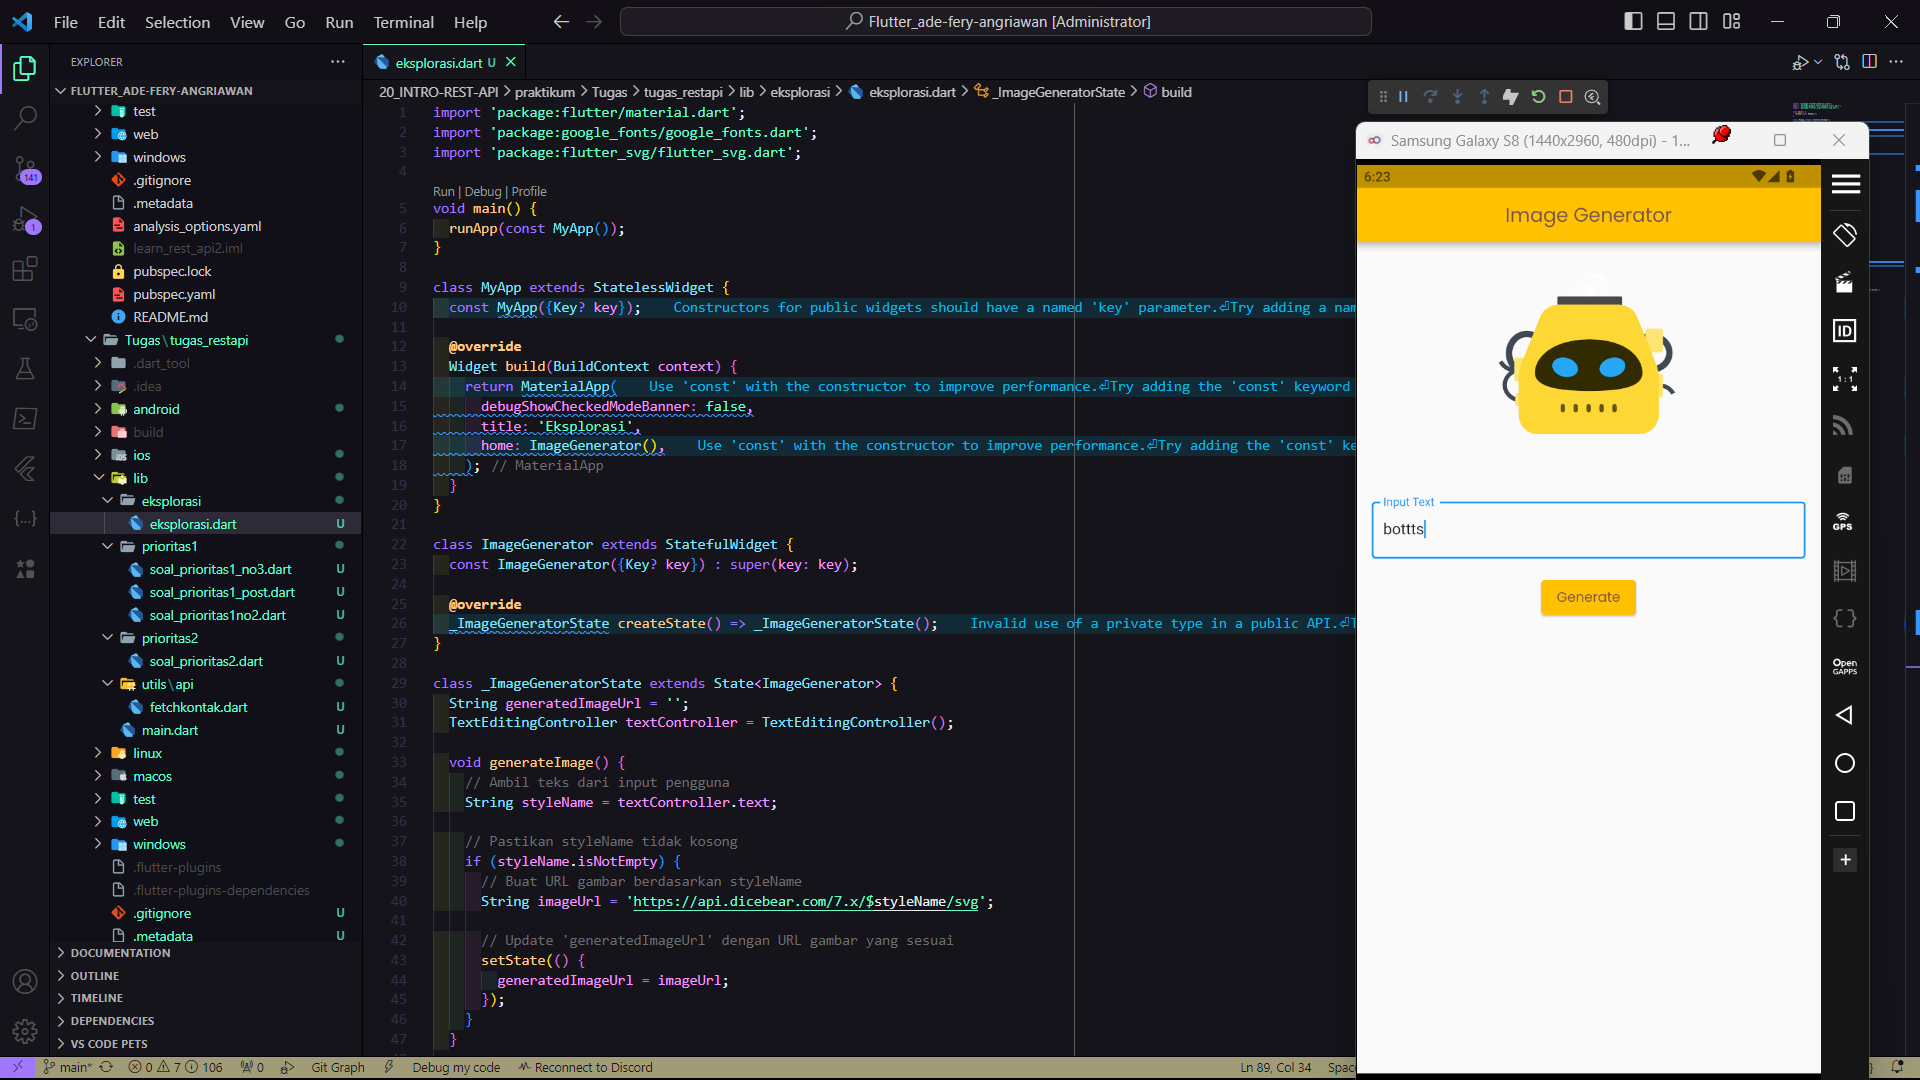 File Edit Selection View Go Run Terminal Help
Flutter_ade-fery-angriawan [Administrator]
EXPLORER
FLUTTER_ADE-FERY-ANGRIAWAN
test
web
windows
.gitignore
.metadata
analysis_options.yaml
learn_rest_api2.iml
pubspec.lock
pubspec.yaml
README.md
Tugas\tugas_restapi
.dart_tool
.idea
android
build
ios
lib
eksplorasi
eksplorasi.dart U
prioritas1
soal_prioritas1_no3.dart U
soal_prioritas1_post.dart U
soal_prioritas1no2.dart U
prioritas2
soal_prioritas2.dart U
utils\api
fetchkontak.dart U
main.dart U
linux
macos
test
web
windows
.flutter-plugins
.flutter-plugins-dependencies
.gitignore U
.metadata U
DOCUMENTATION
OUTLINE
TIMELINE
DEPENDENCIES
VS CODE PETS
141
1
eksplorasi.dart U
20_INTRO-REST-API > praktikum > Tugas > tugas_restapi > lib > eksplorasi > eksplorasi.dart > _ImageGeneratorState > build
1 import 'package:flutter/material.dart';
2 import 'package:google_fonts/google_fonts.dart';
3 import 'package:flutter_svg/flutter_svg.dart';
4
Run | Debug | Profile
5 void main() {
6 runApp(const MyApp());
7 }
8
9 class MyApp extends StatelessWidget {
10 const MyApp({Key? key}); Constructors for public widgets should have a named 'key' parameter.⏎Try adding a nam
11
12 @override
13 Widget build(BuildContext context) {
14 return MaterialApp( Use 'const' with the constructor to improve performance.⏎Try adding the 'const' keyword
15 debugShowCheckedModeBanner: false,
16 title: 'Eksplorasi',
17 home: ImageGenerator(), Use 'const' with the constructor to improve performance.⏎Try adding the 'const' ke
18 ); // MaterialApp
19 }
20 }
21
22 class ImageGenerator extends StatefulWidget {
23 const ImageGenerator({Key? key}) : super(key: key);
24
25 @override
26 _ImageGeneratorState createState() => _ImageGeneratorState(); Invalid use of a private type in a public API.⏎T
27 }
28
29 class _ImageGeneratorState extends State<ImageGenerator> {
30 String generatedImageUrl = '';
31 TextEditingController textController = TextEditingController();
32
33 void generateImage() {
34 // Ambil teks dari input pengguna
35 String styleName = textController.text;
36
37 // Pastikan styleName tidak kosong
38 if (styleName.isNotEmpty) {
39 // Buat URL gambar berdasarkan styleName
40 String imageUrl = 'https://api.dicebear.com/7.x/$styleName/svg';
41
42 // Update 'generatedImageUrl' dengan URL gambar yang sesuai
43 setState(() {
44 generatedImageUrl = imageUrl;
45 });
46 }
47 }
Samsung Galaxy S8 (1440x2960, 480dpi) - 1...
6:23
Image Generator
Input Text
bottts
Generate
ID
1:1
GPS
Open
GAPPS
main* 0 7 106 0 Git Graph Debug my code Reconnect to Discord
Ln 89, Col 34 Spac